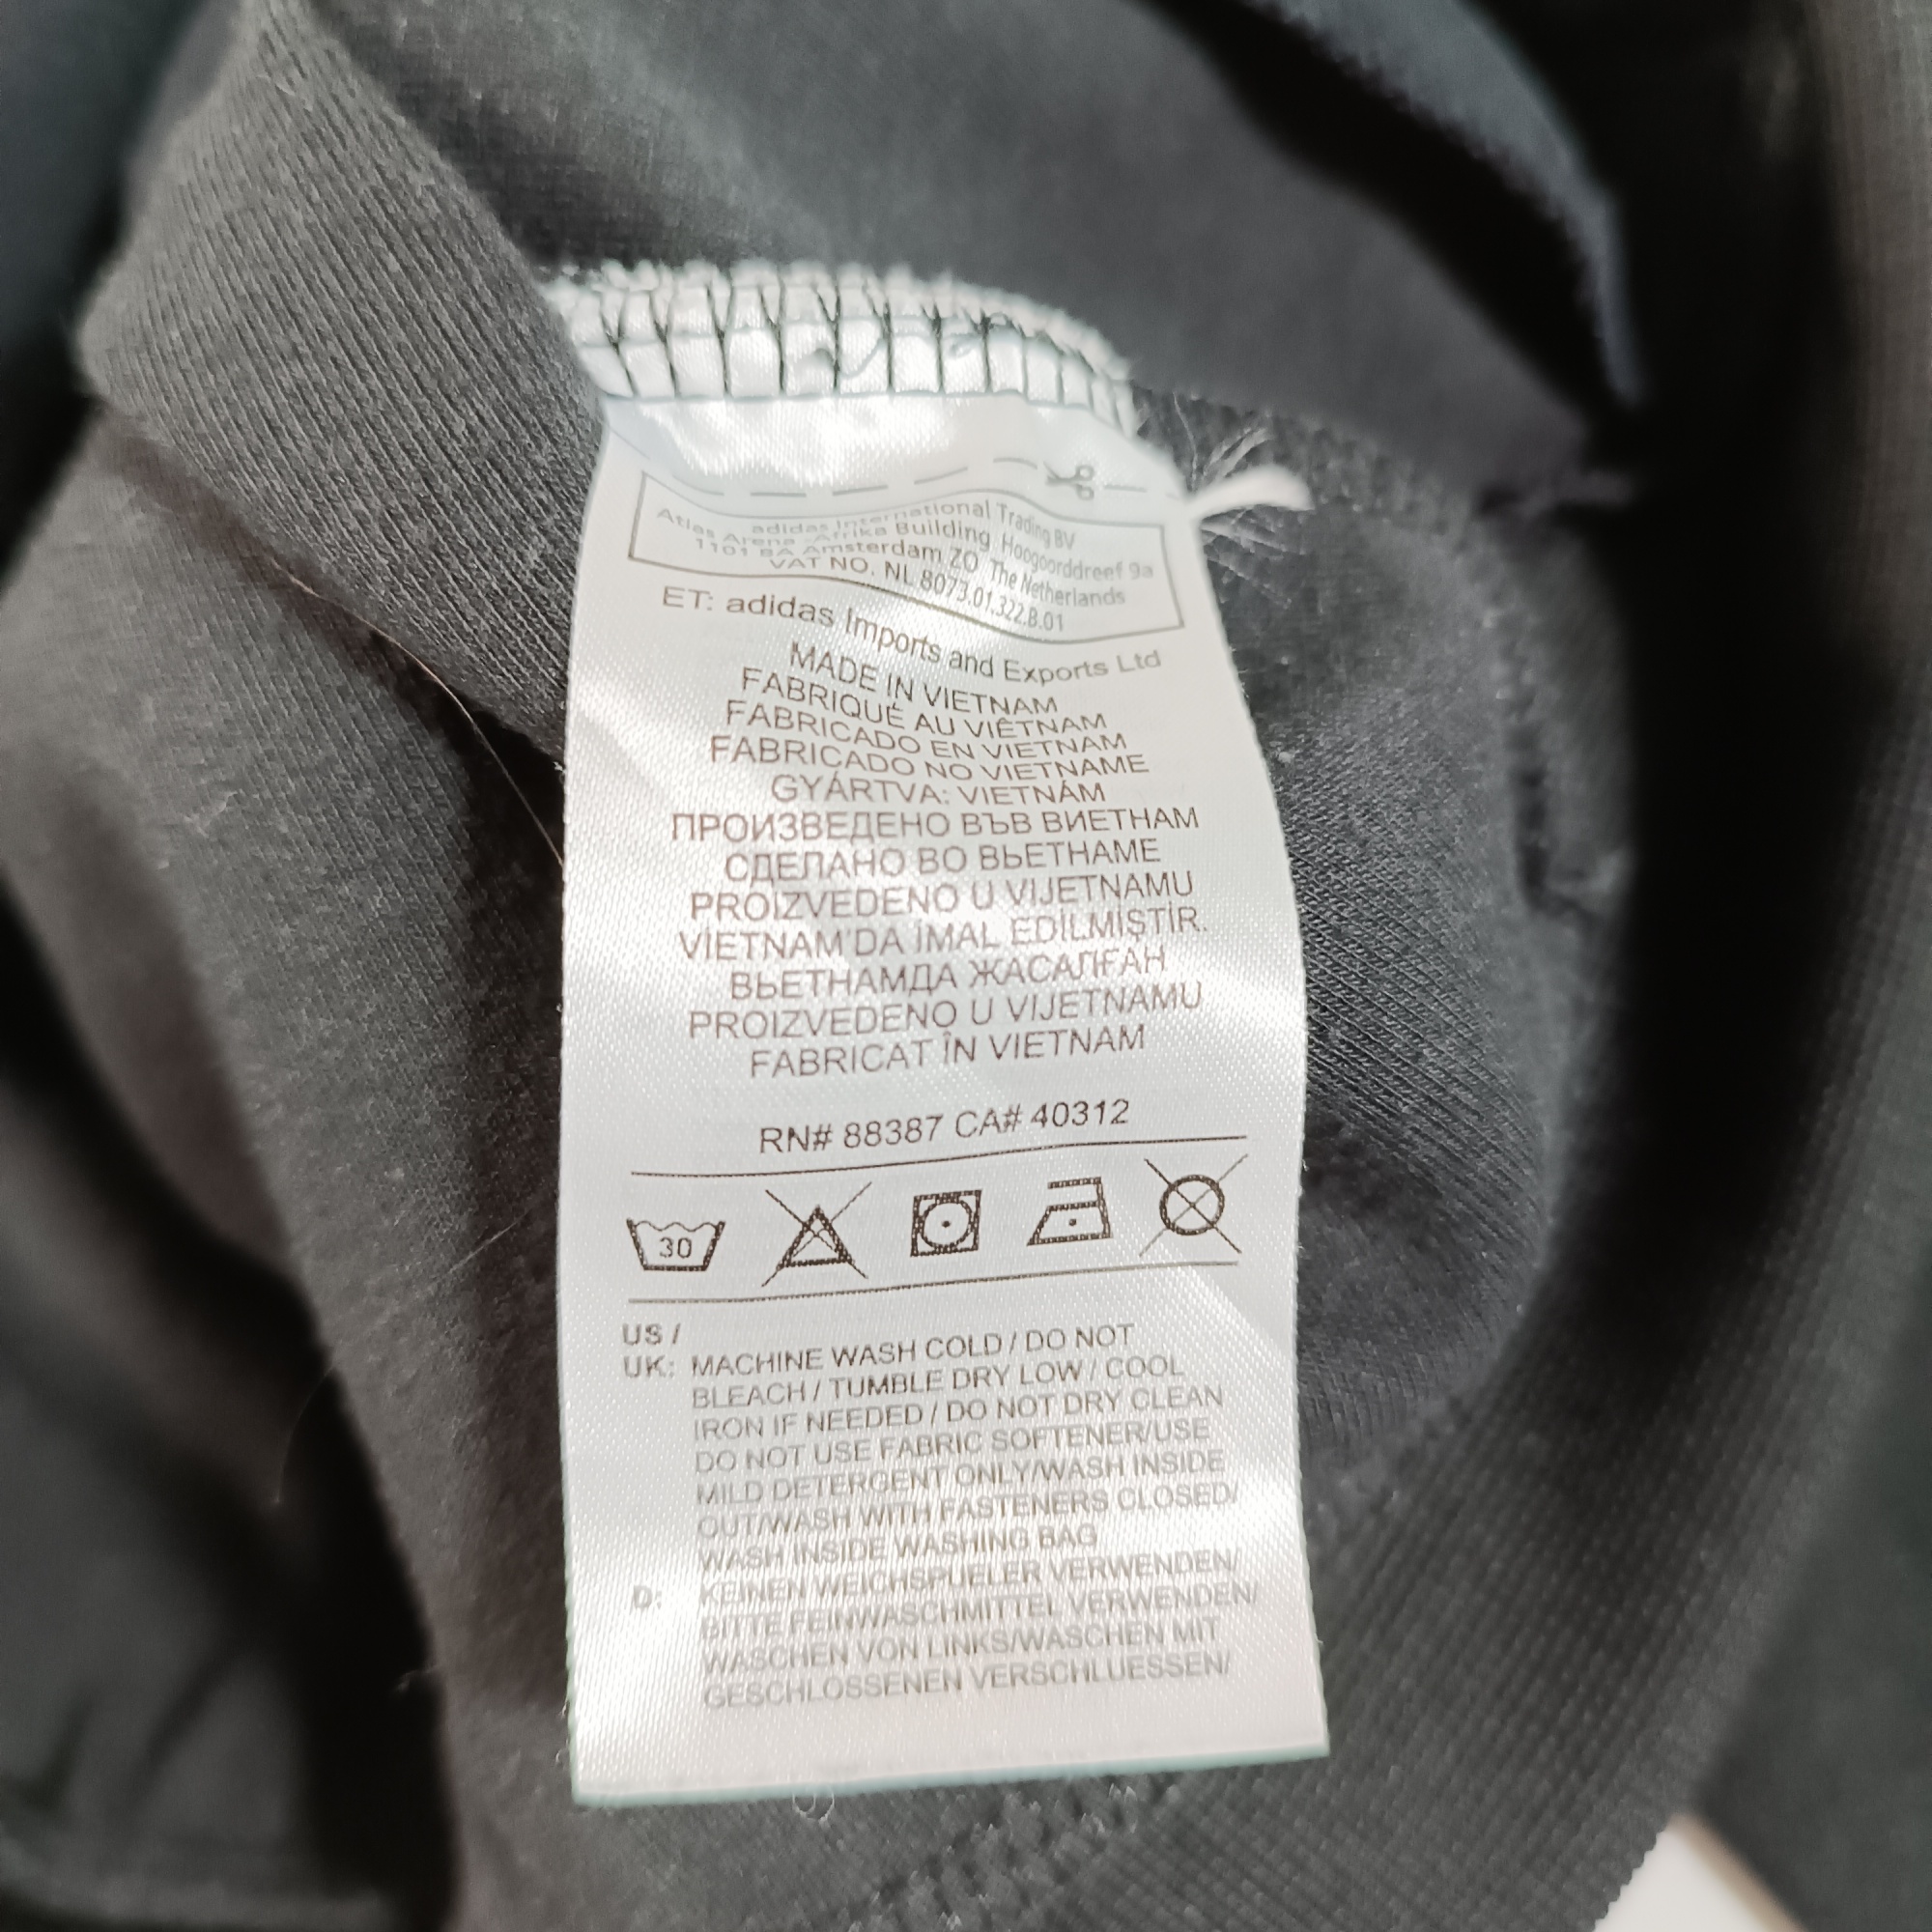 adidas International Trading BV
Atlas Arena -Afrika Building, Hoogoorddreef 9a
1101 BA Amsterdam ZO The Netherlands
VAT NO. NL 8073.01.322.B.01
ET: adidas Imports and Exports Ltd
MADE IN VIETNAM
FABRIQUÉ AU VIÊTNAM
FABRICADO EN VIETNAM
FABRICADO NO VIETNAME
GYÁRTVA: VIETNÁM
ПРОИЗВЕДЕНО ВЪВ ВИЕТНАМ
СДЕЛАНО ВО ВЬЕТНАМЕ
PROIZVEDENO U VIJETNAMU
VİETNAM'DA İMAL EDİLMİŞTİR.
ВЬЕТНАМДА ЖАСАЛҒАН
PROIZVEDENO U VIJETNAMU
FABRICAT ÎN VIETNAM
RN# 88387 CA# 40312
30
US /
UK: MACHINE WASH COLD / DO NOT
BLEACH / TUMBLE DRY LOW / COOL
IRON IF NEEDED / DO NOT DRY CLEAN
DO NOT USE FABRIC SOFTENER/USE
MILD DETERGENT ONLY/WASH INSIDE
OUT/WASH WITH FASTENERS CLOSED/
WASH INSIDE WASHING BAG
D: KEINEN WEICHSPUELER VERWENDEN/
BITTE FEINWASCHMITTEL VERWENDEN/
WASCHEN VON LINKS/WASCHEN MIT
GESCHLOSSENEN VERSCHLUESSEN/